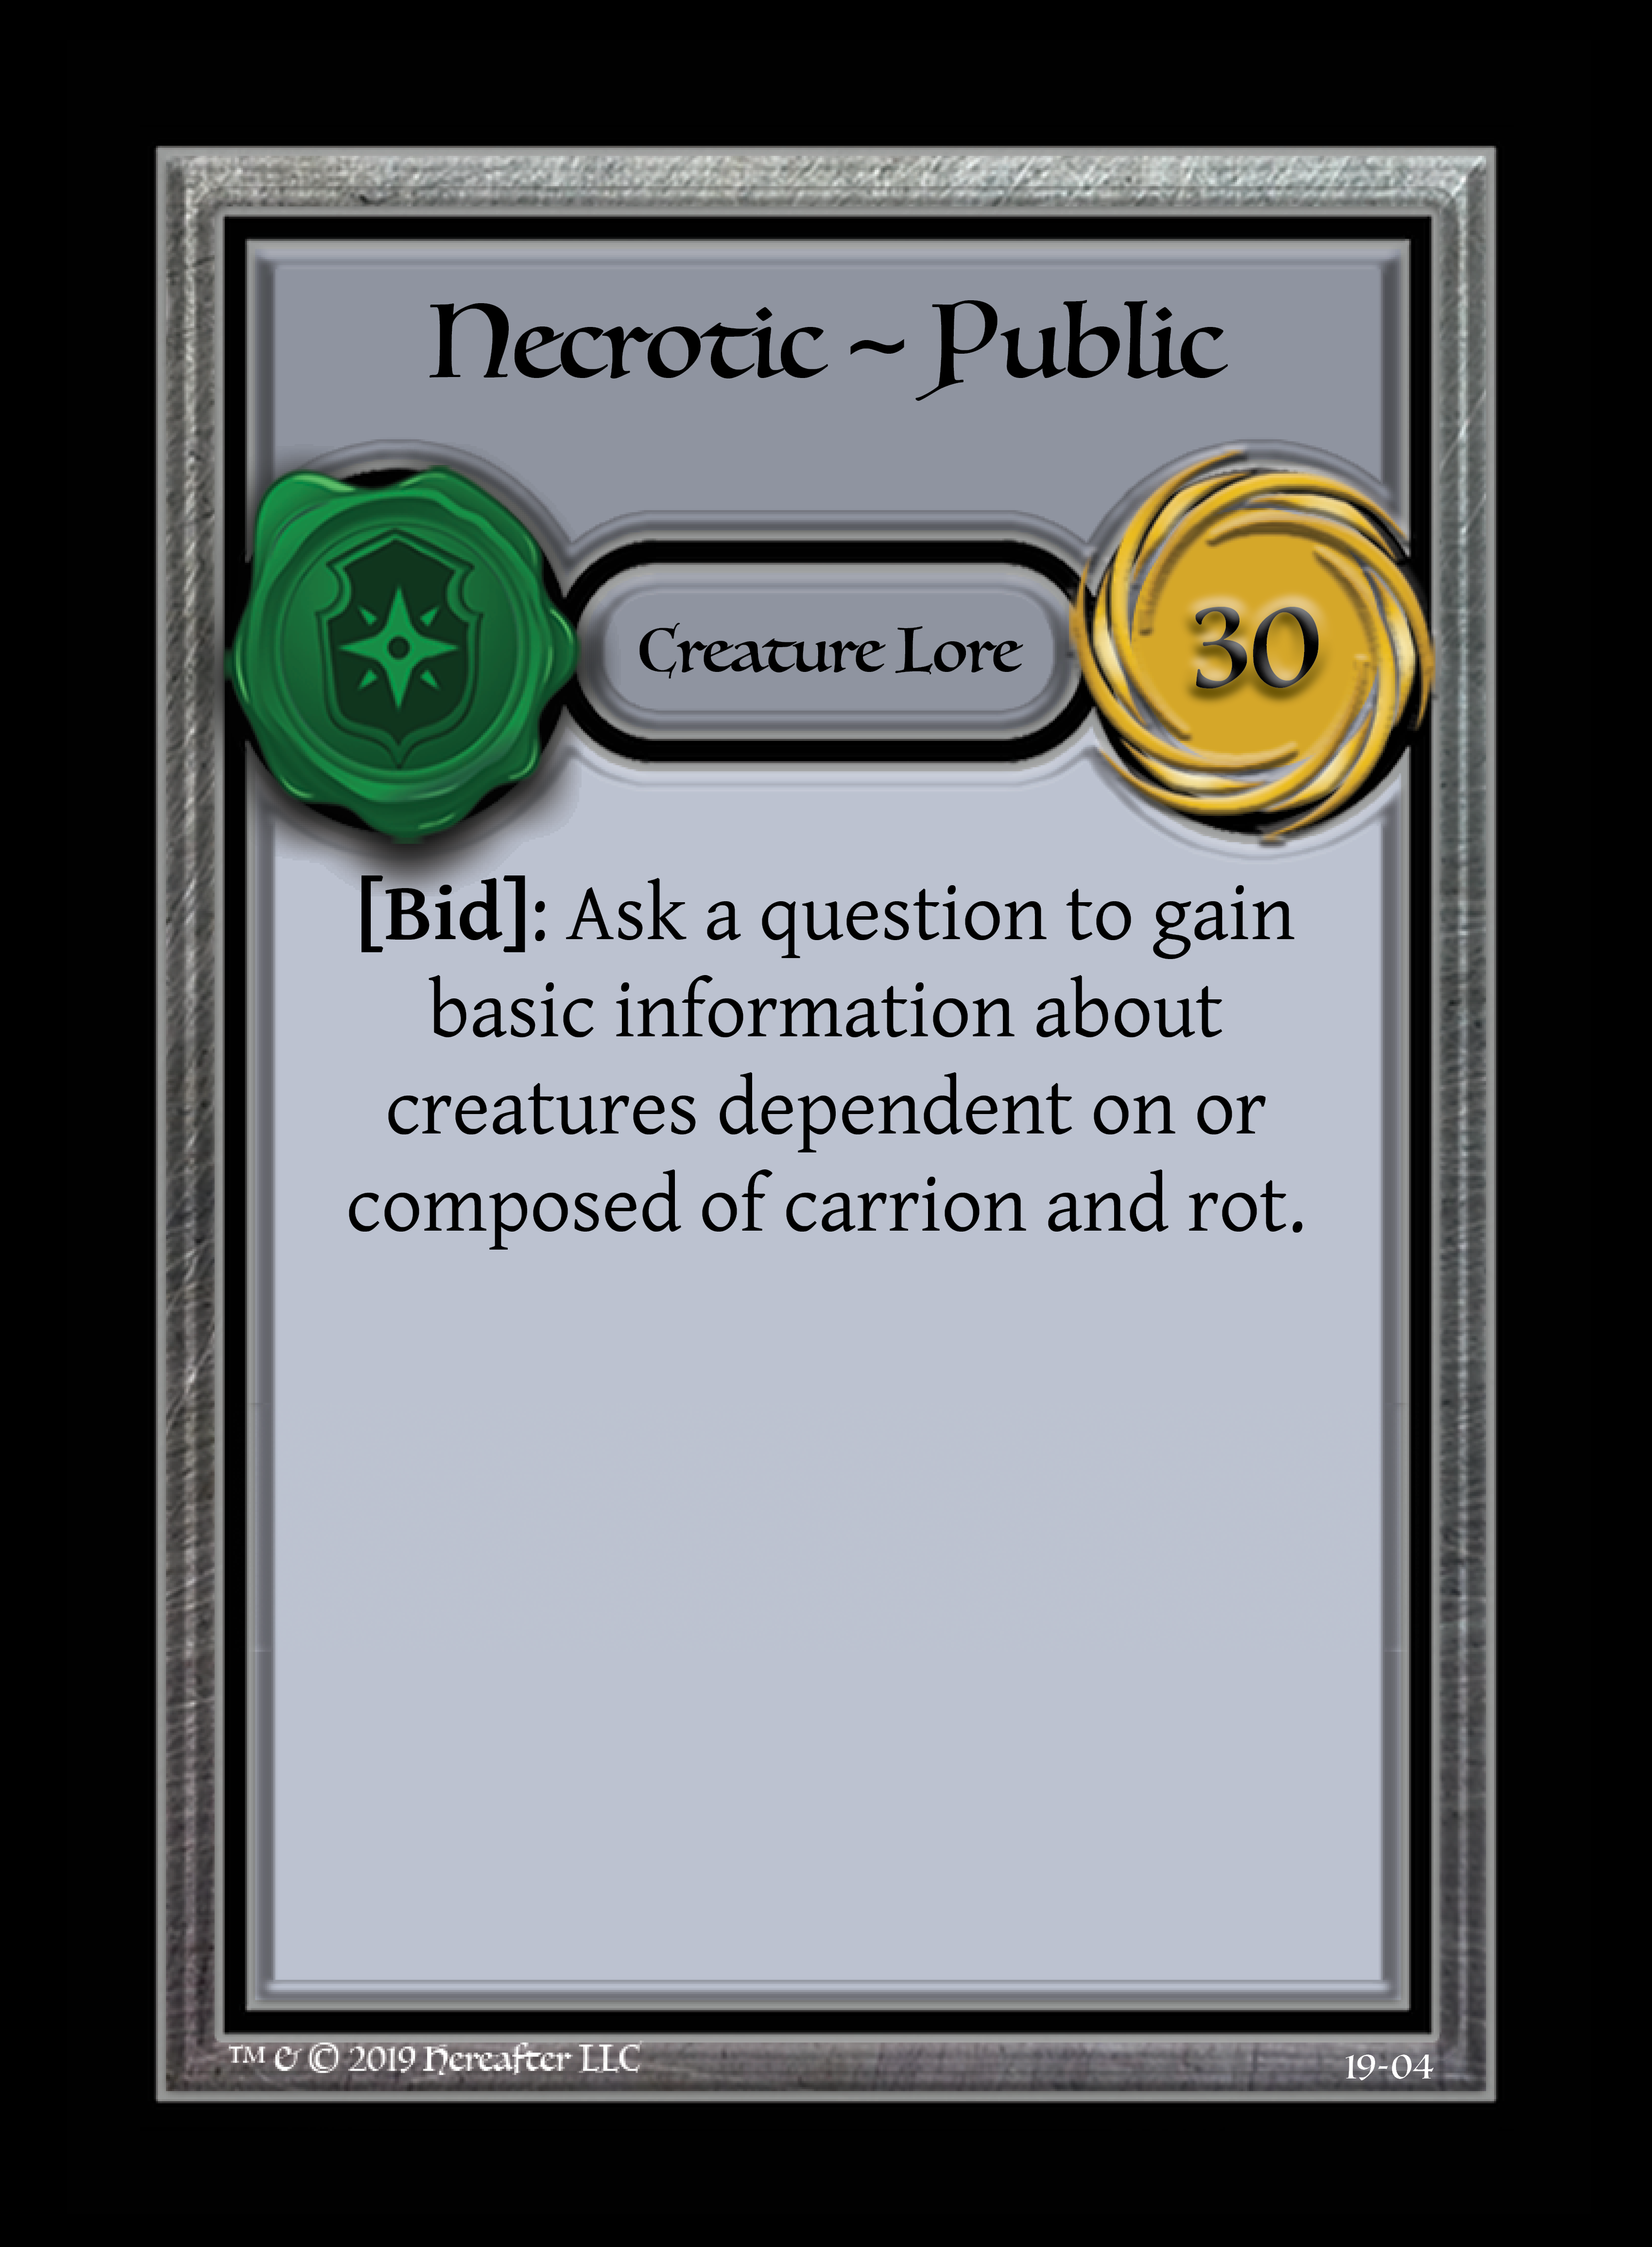 Necrotic ~ Public
Creature Lore
30
[Bid]: Ask a question to gain
basic information about
creatures dependent on or
composed of carrion and rot.
™ & © 2019 Hereafter LLC
19-04